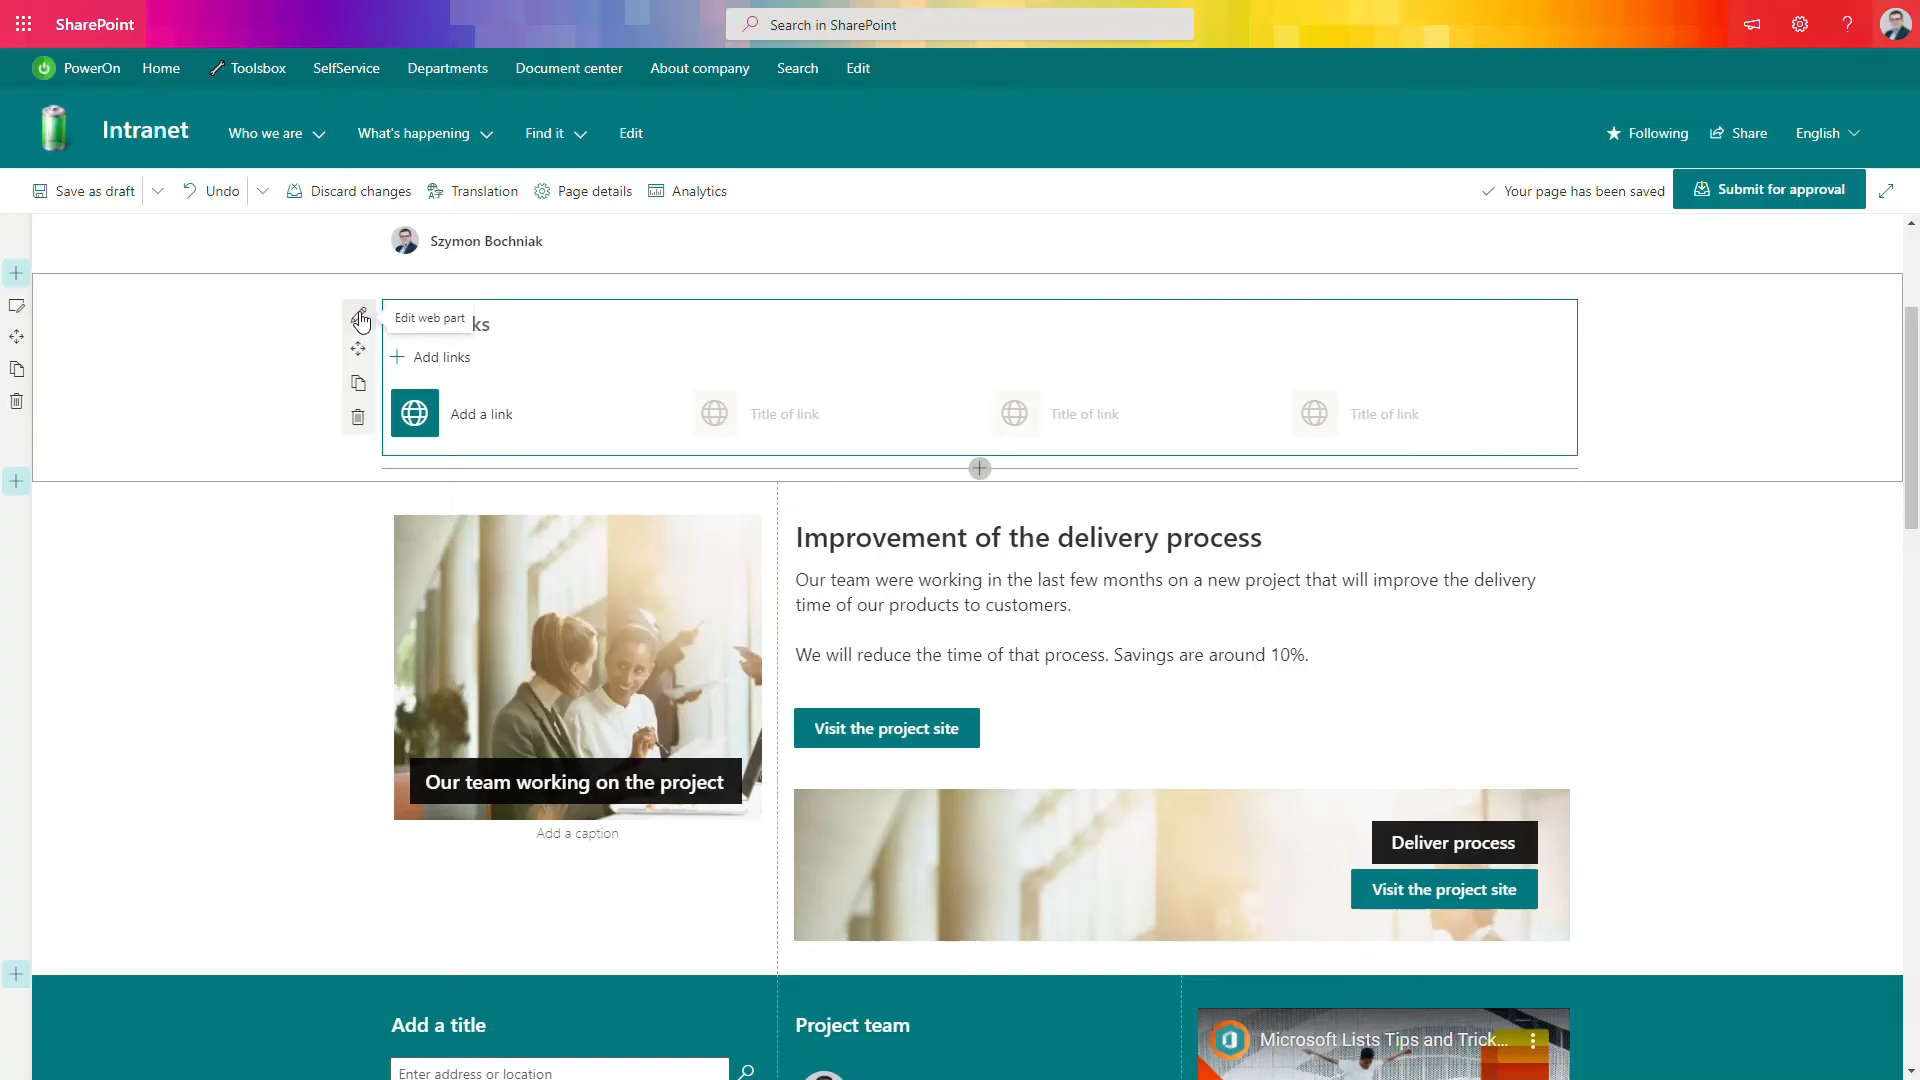 SharePoint
Search in SharePoint
PowerOn Home Toolbox SelfService Departments Document center About company Search Edit
Intranet Who we are What's happening Find it Edit Following Share English
Save as draft Undo Discard changes Translation Page details Analytics Your page has been saved Submit for approval
Szymon Bochniak
Edit web part ks
Add links
Add a link Title of link Title of link Title of link
Improvement of the delivery process
Our team were working in the last few months on a new project that will improve the delivery
time of our products to customers.
We will reduce the time of that process. Savings are around 10%.
Visit the project site
Our team working on the project
Add a caption
Deliver process
Visit the project site
Add a title Project team
Microsoft Lists Tips and Trick...
Enter address or location